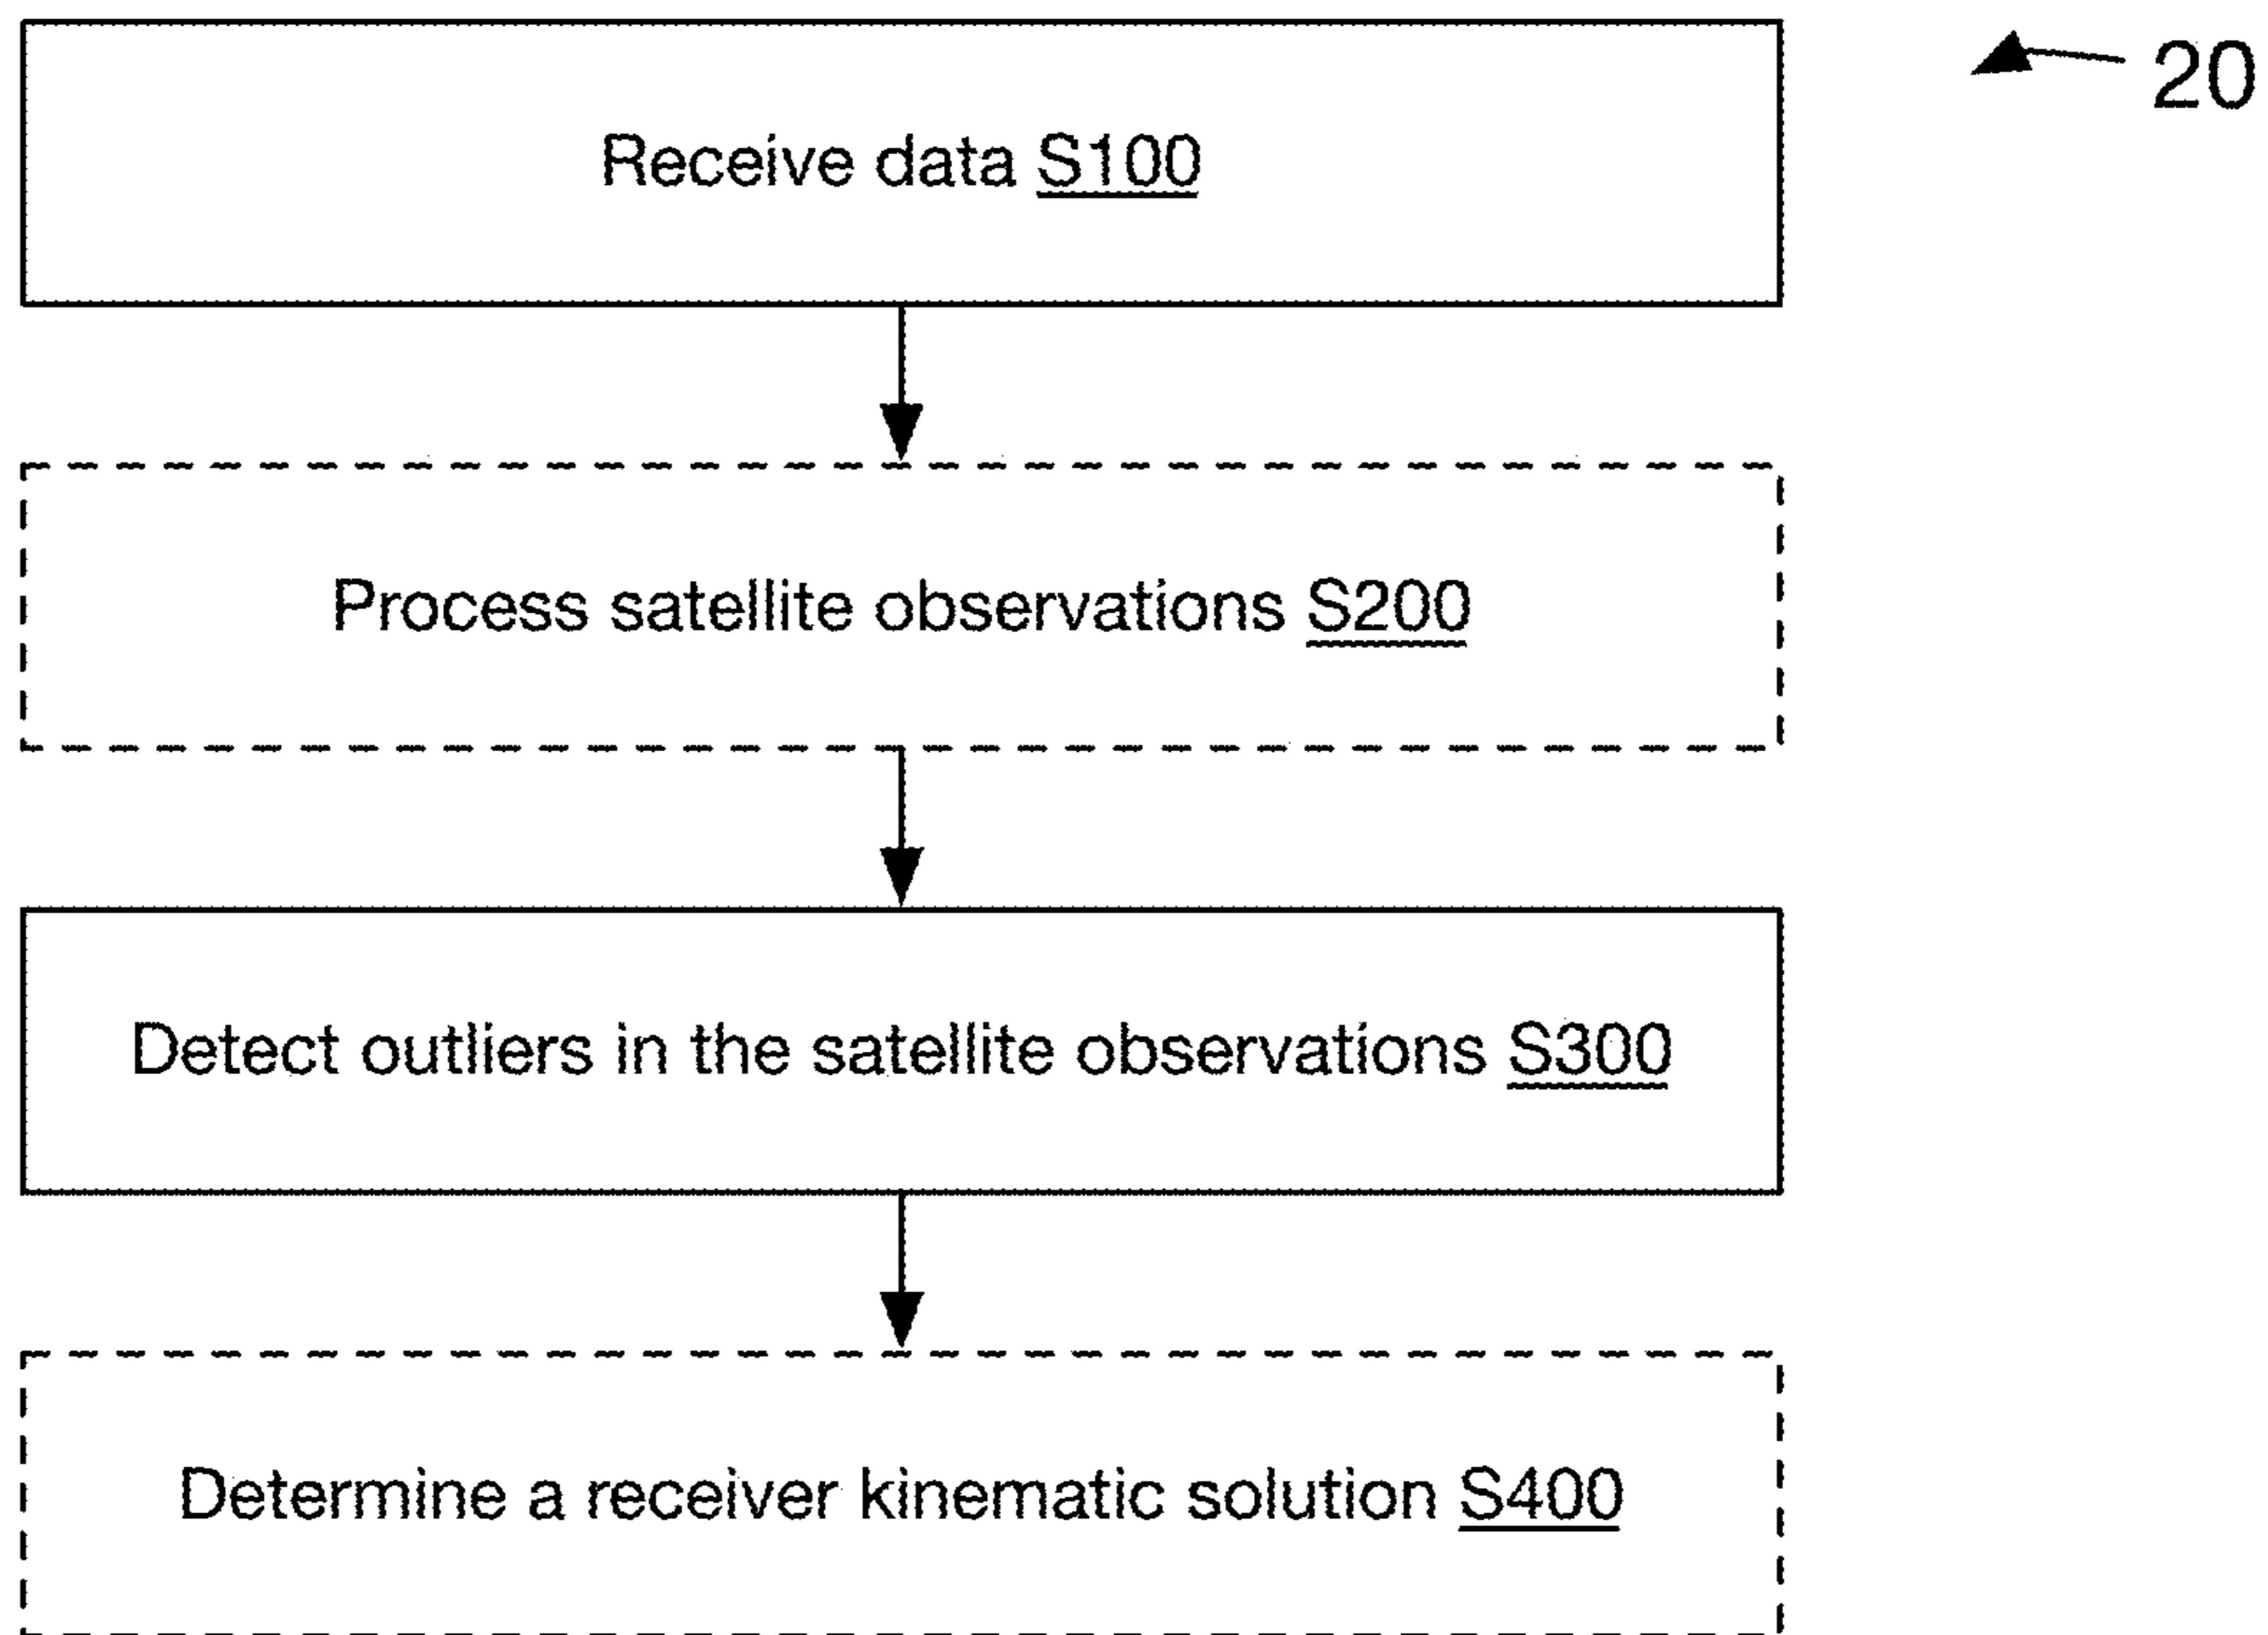 20
Receive data S100
Process satellite observations S200
Detect outliers in the satellite observations S300
Determine a receiver kinematic solution S400